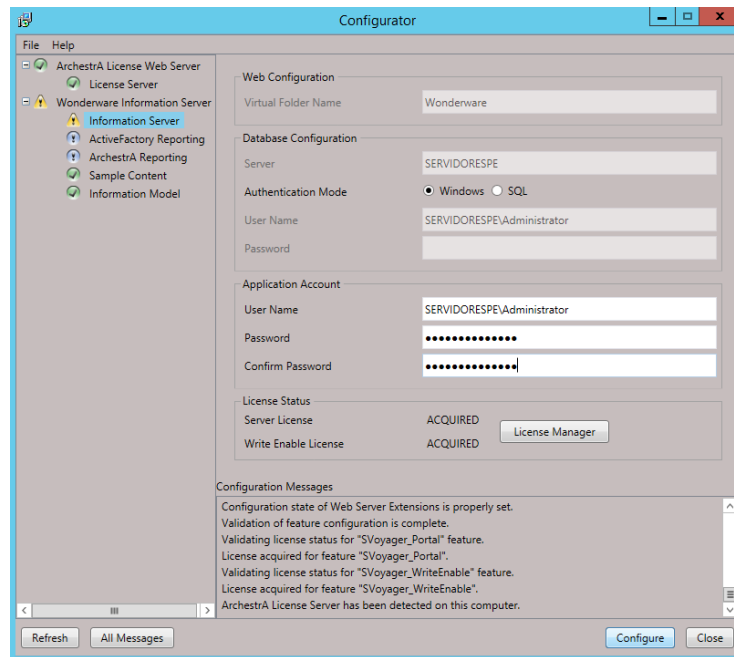 Configurator
File Help
ArchestrA License Web Server
License Server
Wonderware Information Server
Information Server
ActiveFactory Reporting
ArchestrA Reporting
Sample Content
Information Model
Web Configuration
Virtual Folder Name Wonderware
Database Configuration
Server SERVIDORESPE
Authentication Mode Windows SQL
User Name SERVIDORESPE\Administrator
Password
Application Account
User Name SERVIDORESPE\Administrator
Password ●●●●●●●●●●●●●●
Confirm Password ●●●●●●●●●●●●●●
License Status
Server License ACQUIRED
License Manager
Write Enable License ACQUIRED
Configuration Messages
Configuration state of Web Server Extensions is properly set.
Validation of feature configuration is complete.
Validating license status for "SVoyager_Portal" feature.
License acquired for feature "SVoyager_Portal".
Validating license status for "SVoyager_WriteEnable" feature.
License acquired for feature "SVoyager_WriteEnable".
ArchestrA License Server has been detected on this computer.
Refresh All Messages Configure Close